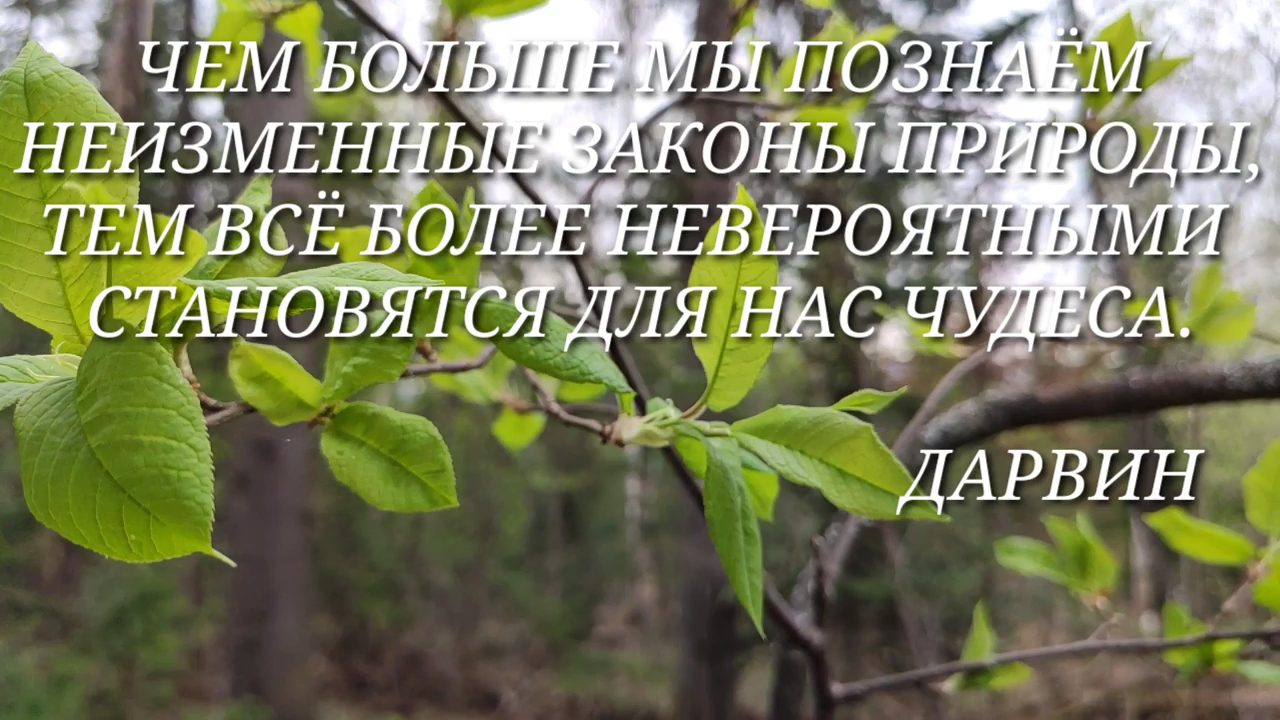 ЧЕМ БОЛЬШЕ МЫ ПОЗНАЁМ
НЕИЗМЕННЫЕ ЗАКОНЫ ПРИРОДЫ,
ТЕМ ВСЁ БОЛЕЕ НЕВЕРОЯТНЫМИ
СТАНОВЯТСЯ ДЛЯ НАС ЧУДЕСА.
ДАРВИН